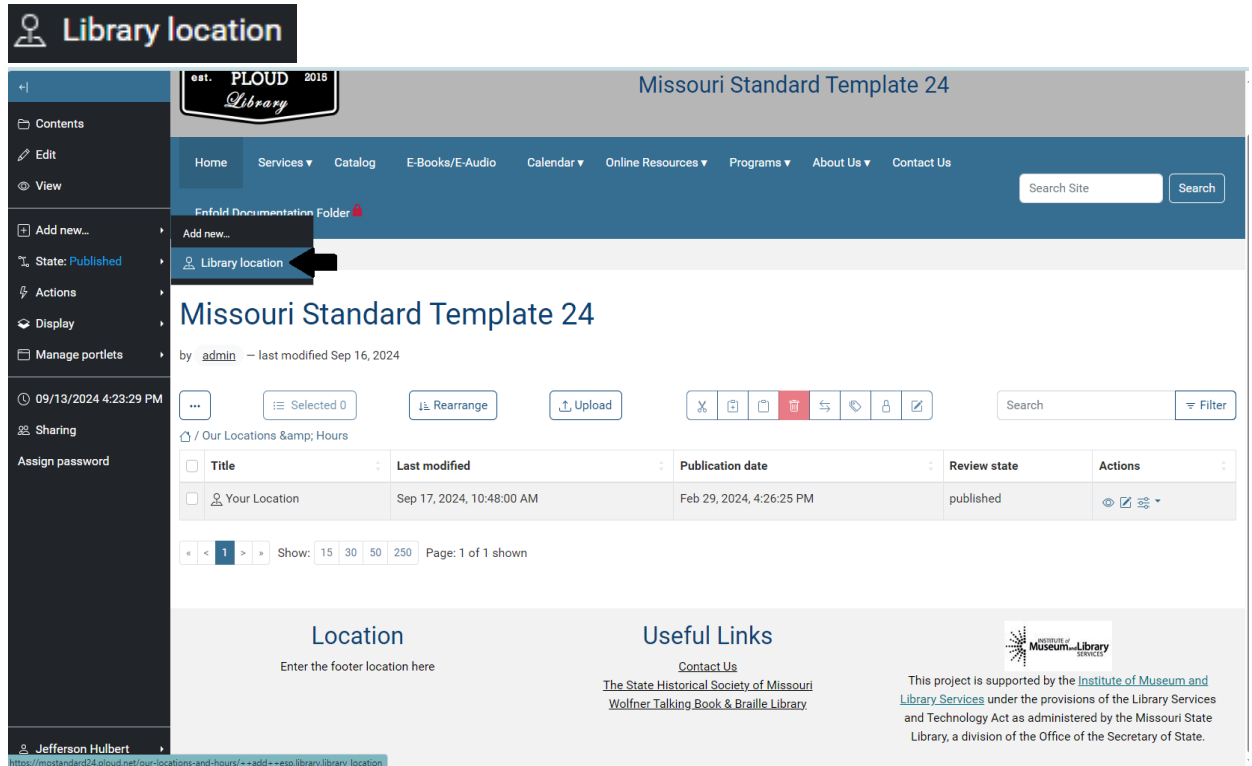 Library location
est. PLOUD 2015
Library
Missouri Standard Template 24
←|
Contents
Edit
View
Home Services ▾ Catalog E-Books/E-Audio Calendar ▾ Online Resources ▾ Programs ▾ About Us ▾ Contact Us
Search Site Search
Enfold Documentation Folder
Add new...
Library location
Add new...
State: Published
Actions
Display
Manage portlets
09/13/2024 4:23:29 PM
Sharing
Assign password
Missouri Standard Template 24
by admin — last modified Sep 16, 2024
... Selected 0 Rearrange Upload Search Filter
/ Our Locations &amp; Hours
Title Last modified Publication date Review state Actions
Your Location Sep 17, 2024, 10:48:00 AM Feb 29, 2024, 4:26:25 PM published
« < 1 > » Show: 15 30 50 250 Page: 1 of 1 shown
Location
Enter the footer location here
Useful Links
Contact Us
The State Historical Society of Missouri
Wolfner Talking Book & Braille Library
INSTITUTE of
Museum and Library
SERVICES
This project is supported by the Institute of Museum and
Library Services under the provisions of the Library Services
and Technology Act as administered by the Missouri State
Library, a division of the Office of the Secretary of State.
Jefferson Hulbert
https://mostandard24.ploud.net/our-locations-and-hours/++add++esp.library.library_location